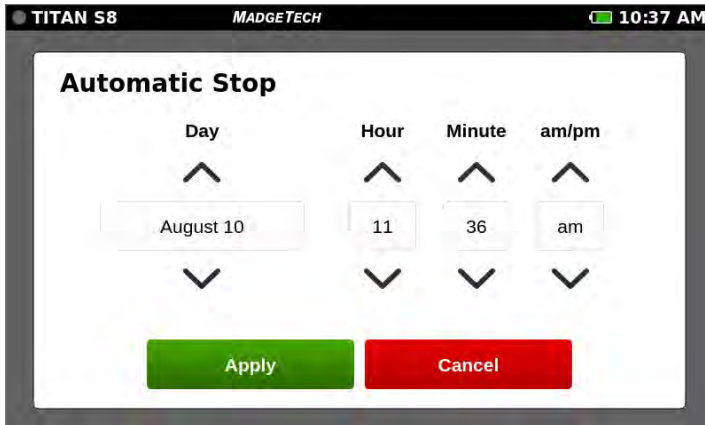 TITAN S8 MADGETECH 10:37 AM
Automatic Stop
Day Hour Minute am/pm
August 10 11 36 am
Apply Cancel